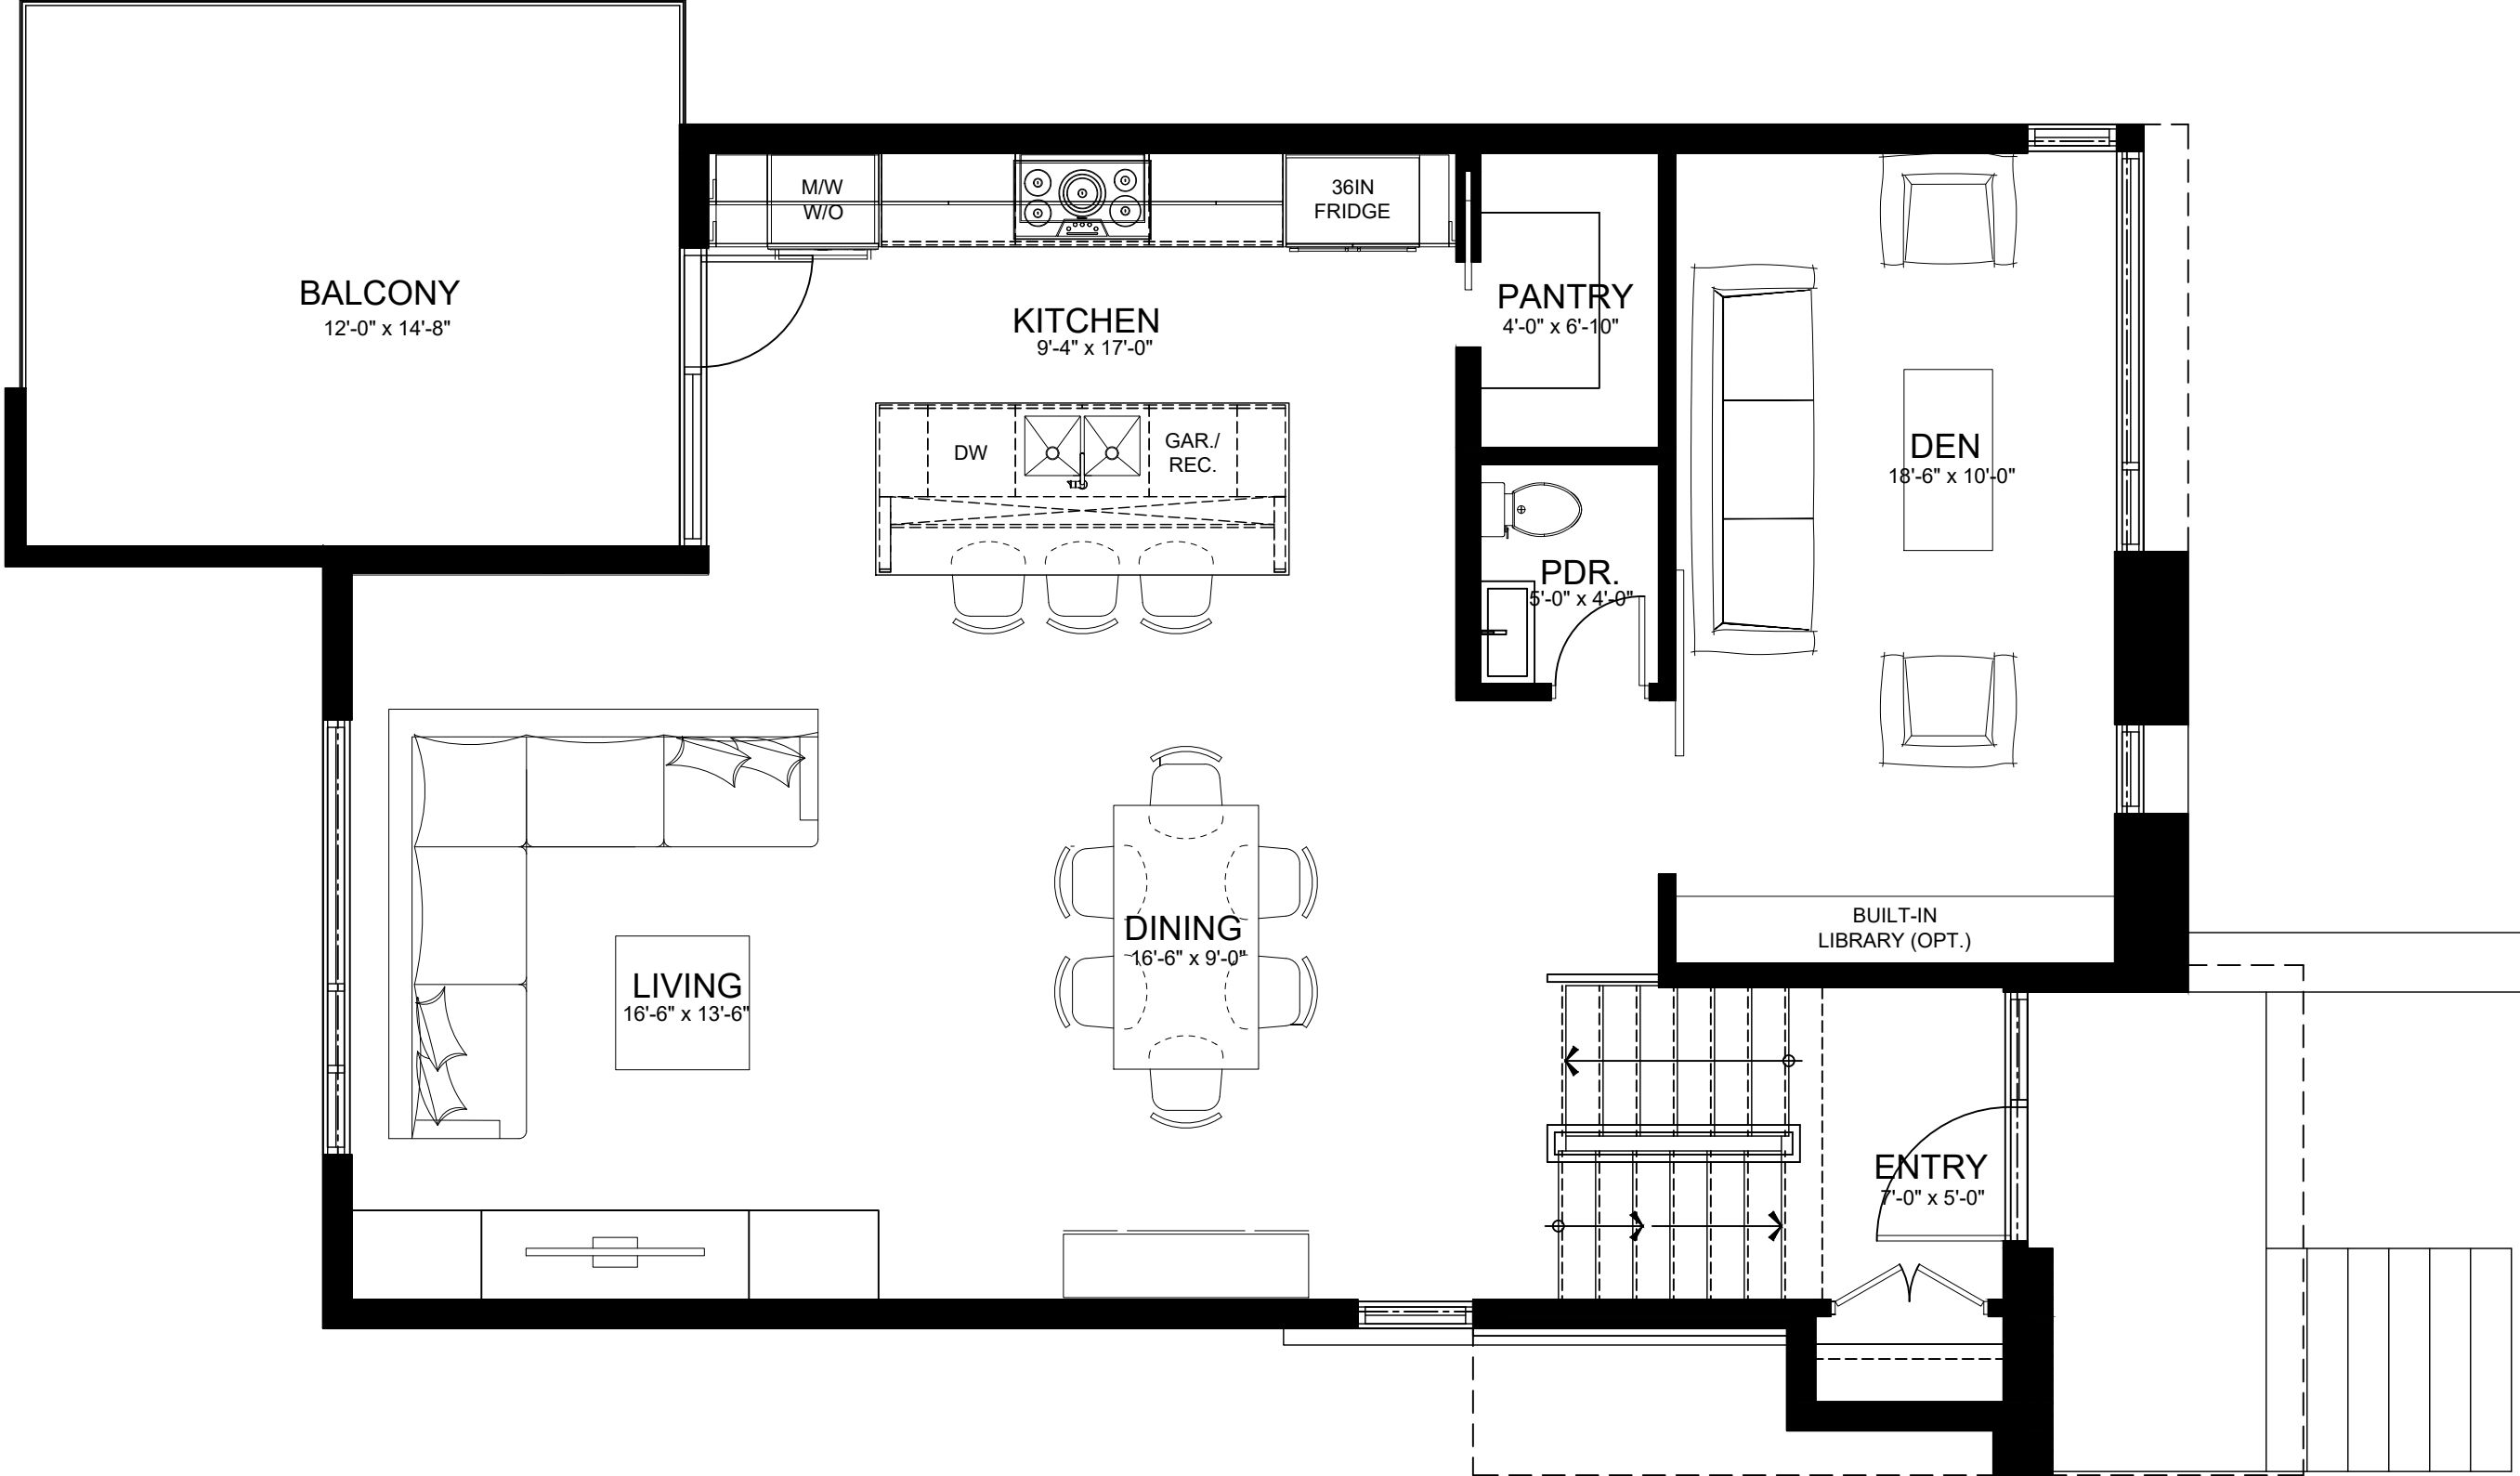 M/W
W/O
36IN
FRIDGE
BALCONY
12'-0" x 14'-8"
KITCHEN
9'-4" x 17'-0"
PANTRY
4'-0" x 6'-10"
DW
GAR./
REC.
DEN
18'-6" x 10'-0"
PDR.
5'-0" x 4'-0"
DINING
16'-6" x 9'-0"
BUILT-IN
LIBRARY (OPT.)
LIVING
16'-6" x 13'-6"
ENTRY
7'-0" x 5'-0"